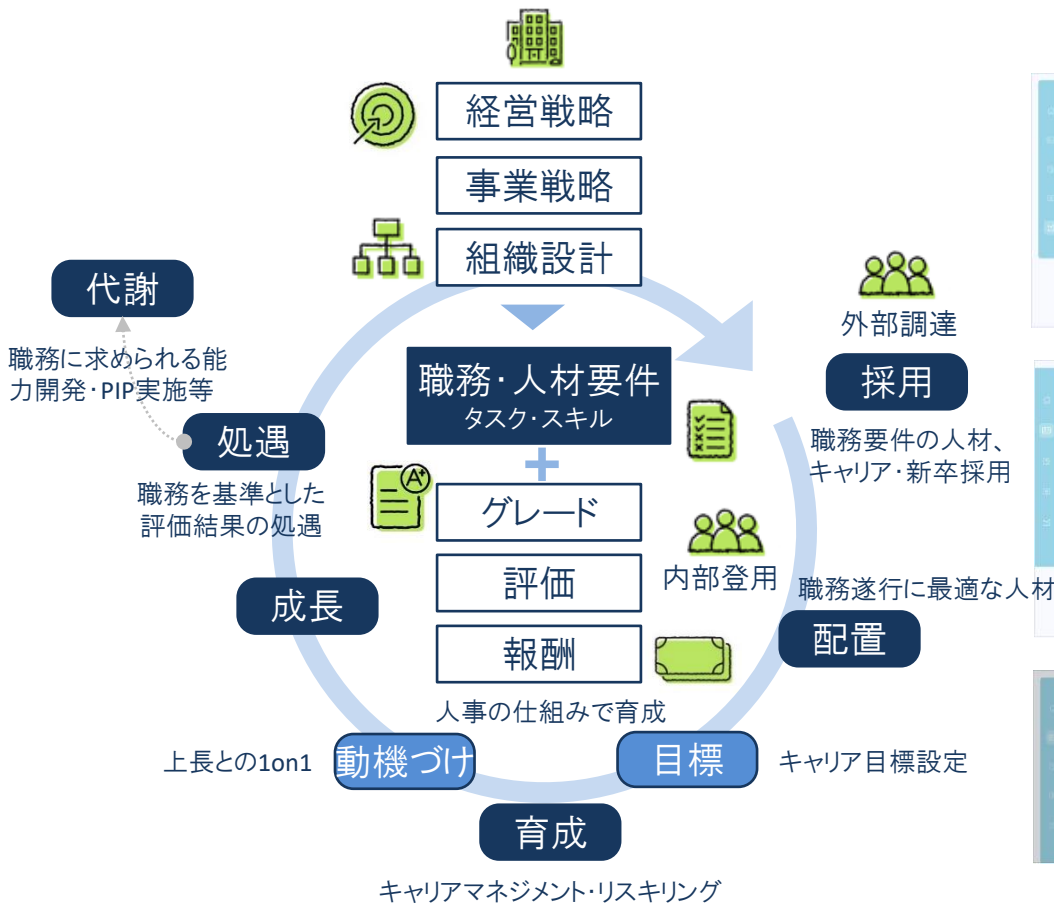 経営戦略
事業戦略
組織設計
代謝
職務に求められる能
力開発・PIP実施等
外部調達
採用
職務要件の人材、
キャリア・新卒採用
職務・人材要件
タスク・スキル
+
処遇
職務を基準とした
評価結果の処遇
A+
グレード
評価
報酬
内部登用
職務遂行に最適な人材
配置
成長
人事の仕組みで育成
上長との1on1
動機づけ
目標
キャリア目標設定
育成
キャリアマネジメント・リスキリング